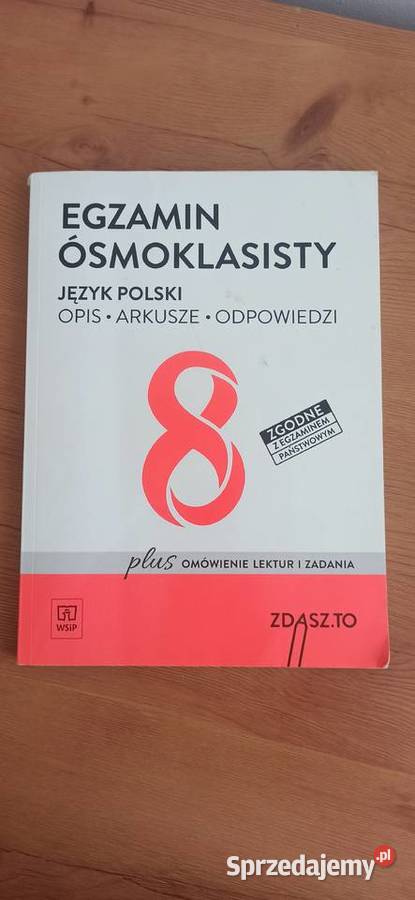 EGZAMIN
ÓSMOKLASISTY
JĘZYK POLSKI
OPIS • ARKUSZE • ODPOWIEDZI
8
ZGODNE
Z EGZAMINEM
PAŃSTWOWYM
plus OMÓWIENIE LEKTUR I ZADANIA
WSiP
ZDASZ.TO
Sprzedajemy.pl